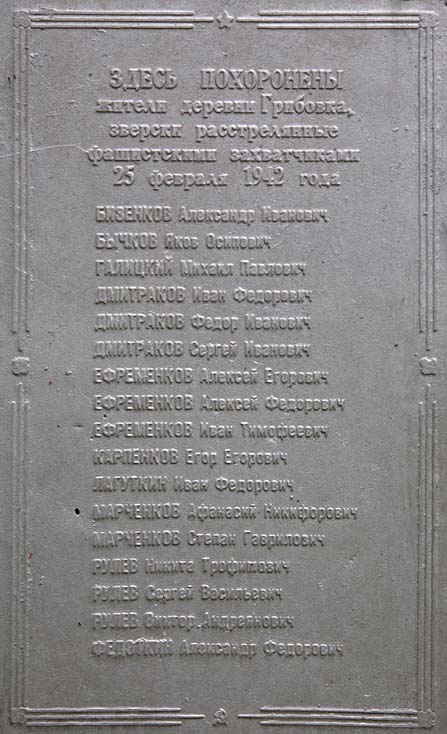 ЗДЕСЬ ПОХОРОНЕНЫ
жители деревни Грибовка,
зверски расстрелянные
фашистскими захватчиками
25 февраля 1942 года
БИЗЕНКОВ Александр Иванович
БЫЧКОВ Яков Осипович
ГАЛИЦКИЙ Михаил Павлович
ДМИТРАКОВ Иван Федорович
ДМИТРАКОВ Федор Иванович
ДМИТРАКОВ Сергей Иванович
ЕФРЕМЕНКОВ Алексей Егорович
ЕФРЕМЕНКОВ Алексей Федорович
ЕФРЕМЕНКОВ Иван Тимофеевич
КАРПЕНКОВ Егор Егорович
ЛАГУТКИН Иван Федорович
МАРЧЕНКОВ Афанасий Никифорович
МАРЧЕНКОВ Степан Гаврилович
РУЛЕВ Никита Трофимович
РУЛЕВ Сергей Васильевич
РУЛЕВ Виктор Андреянович
ФЕДОТКИН Александр Федорович